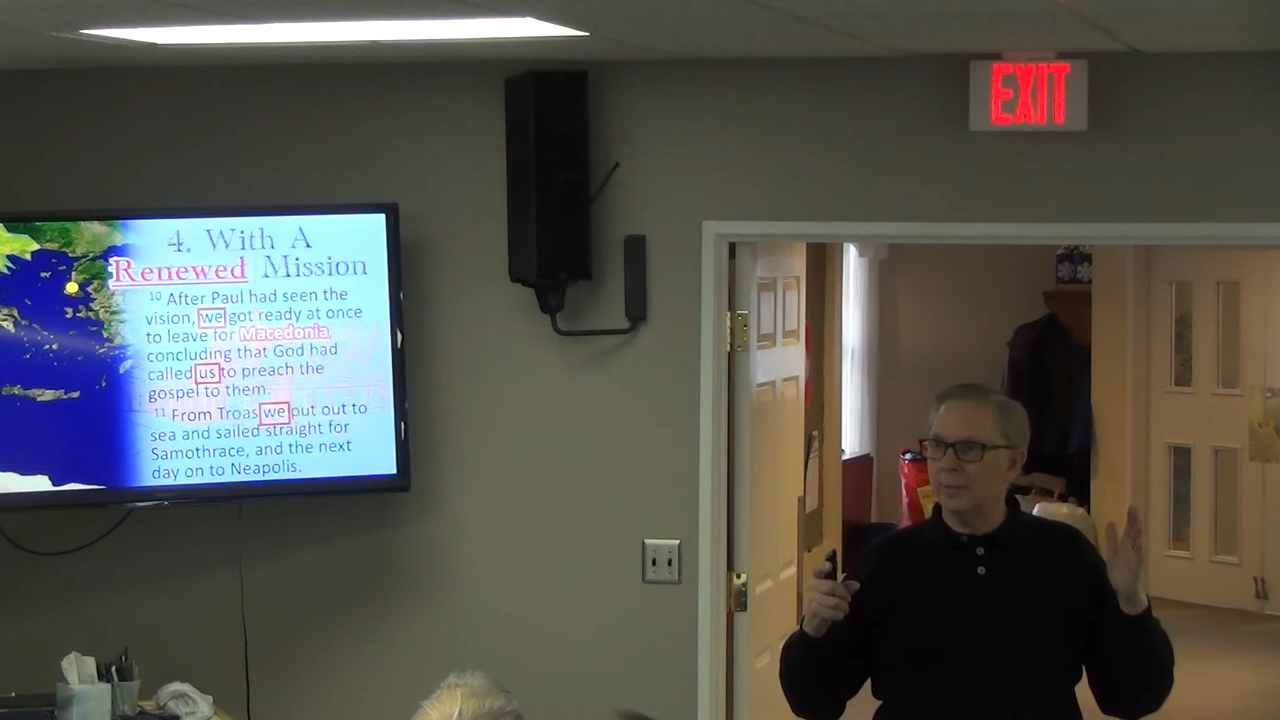 EXIT
4. With A
Renewed Mission
10 After Paul had seen the
vision, we got ready at once
to leave for Macedonia,
concluding that God had
called us to preach the
gospel to them.
11 From Troas we put out to
sea and sailed straight for
Samothrace, and the next
day on to Neapolis.